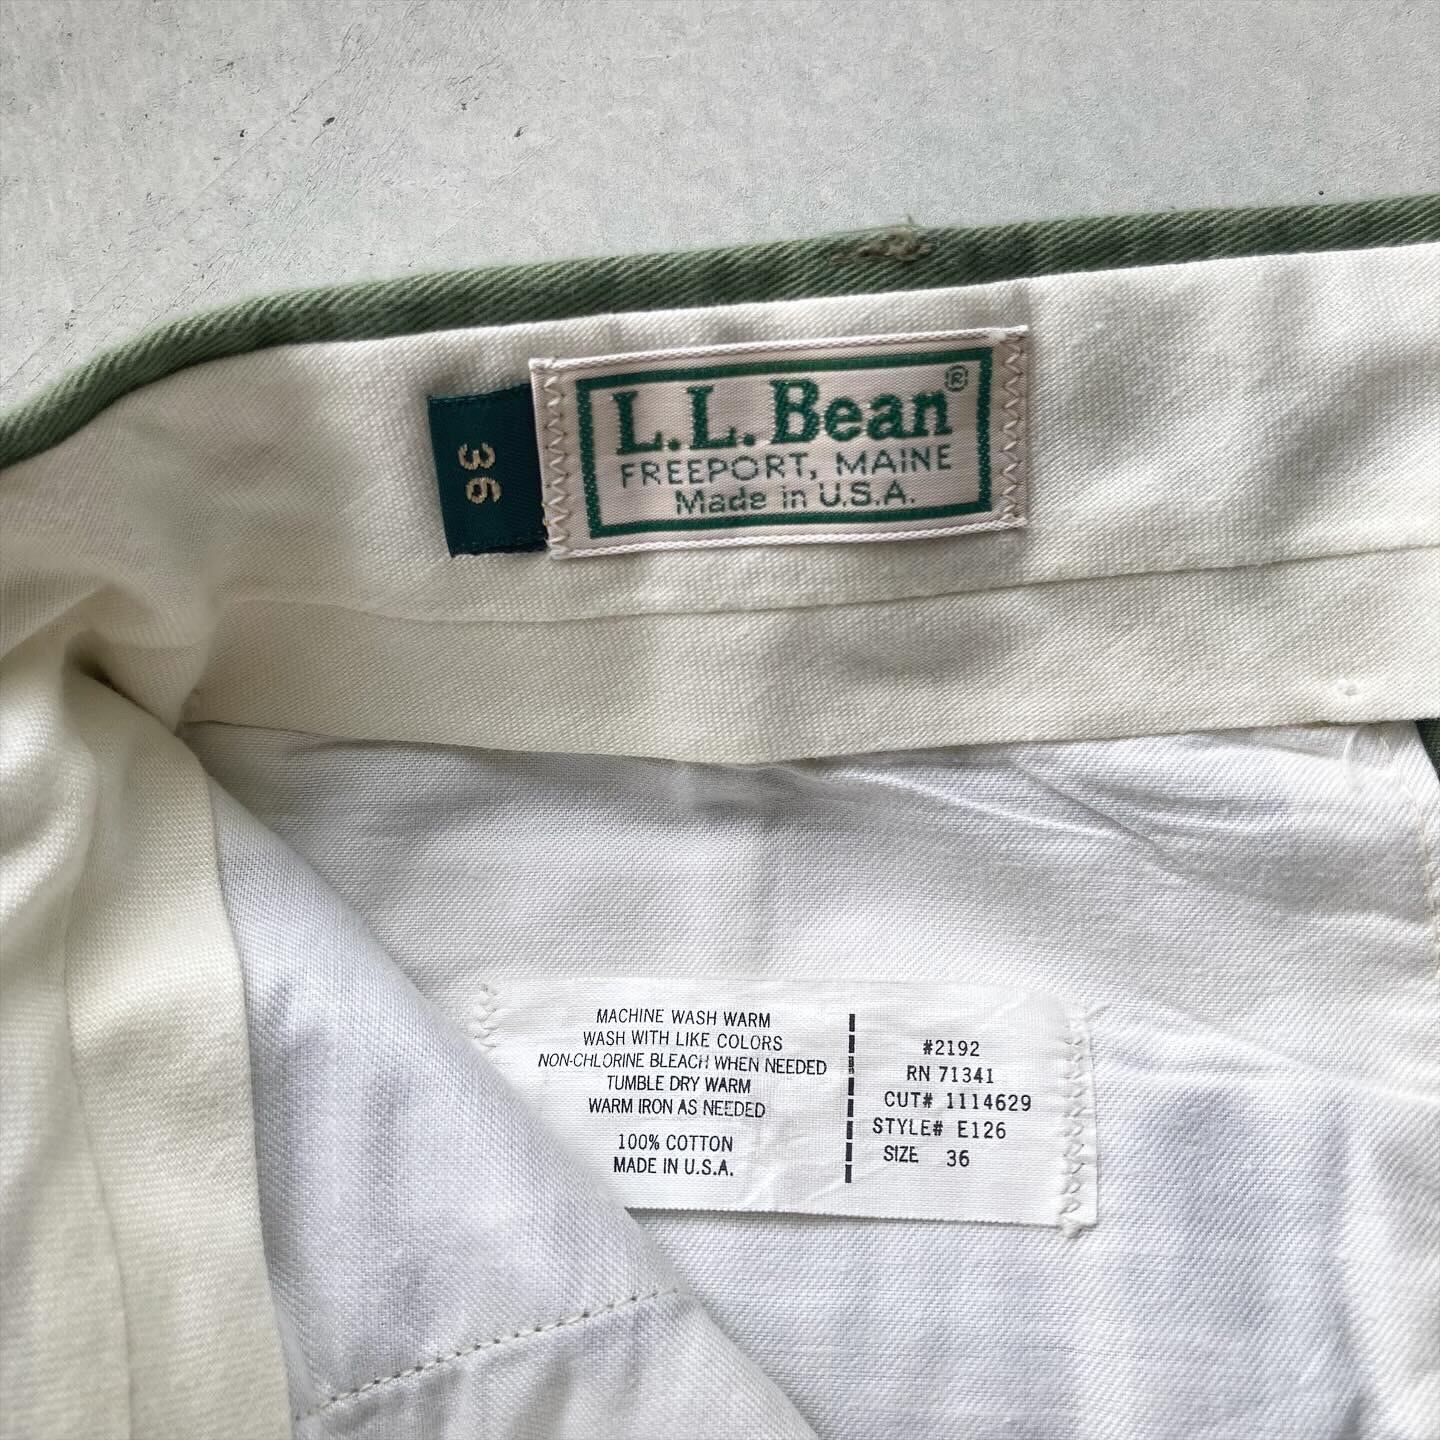 36
L.L.Bean®
FREEPORT, MAINE
Made in U.S.A.
MACHINE WASH WARM
WASH WITH LIKE COLORS
NON-CHLORINE BLEACH WHEN NEEDED
TUMBLE DRY WARM
WARM IRON AS NEEDED
100% COTTON
MADE IN U.S.A.
#2192
RN 71341
CUT# 1114629
STYLE# E126
SIZE 36